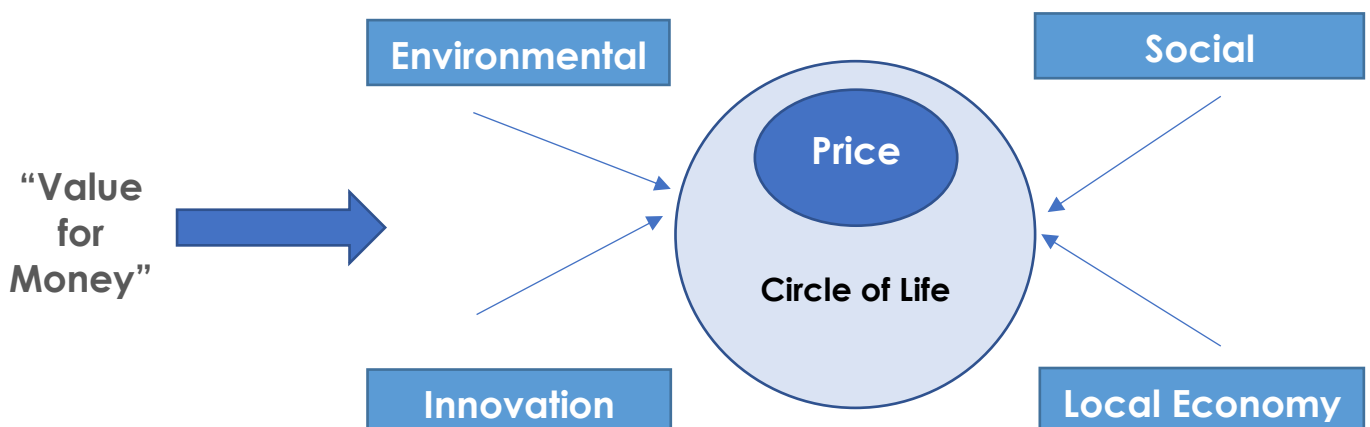 Environmental
Social
Price
“Value
for
Money”
Circle of Life
Innovation
Local Economy